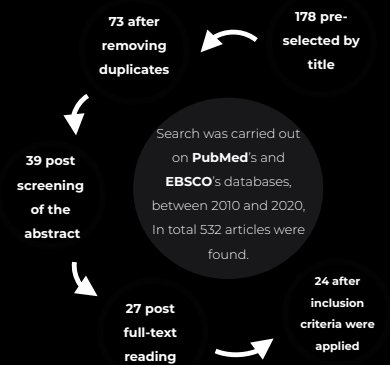 178 pre-
selected by
title
73 after
removing
duplicates
39 post
screening
of the
abstract
27 post
full-text
reading
24 after
inclusion
criteria were
applied
Search was carried out
on PubMed's and
EBSCO's databases,
between 2010 and 2020,
In total 532 articles were
found.